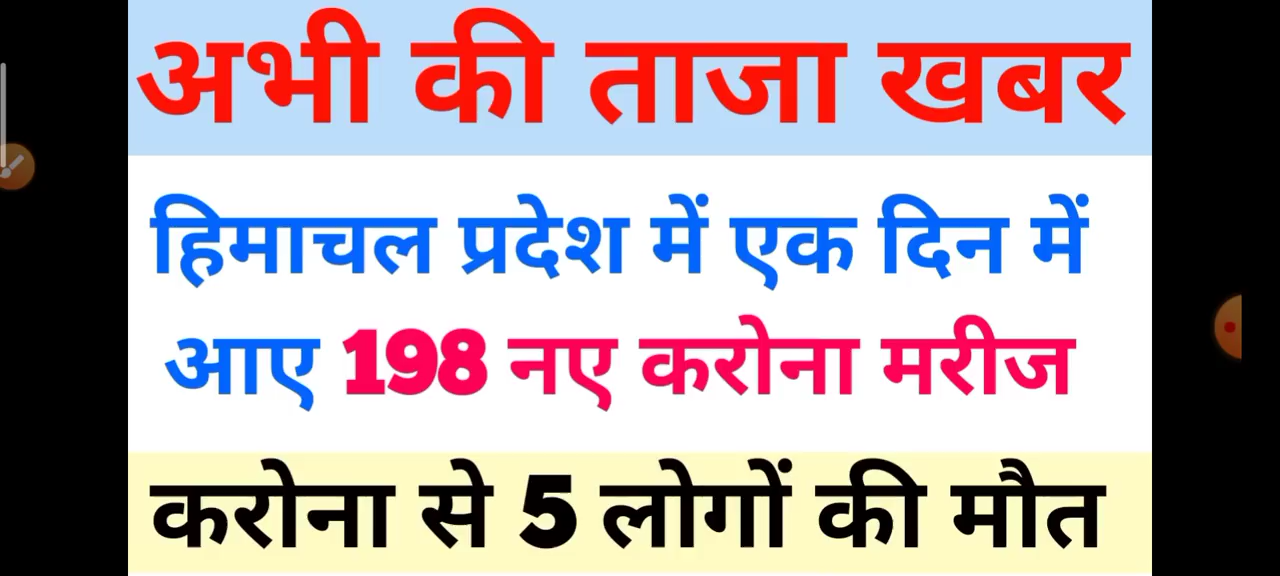 अभी की ताजा खबर
हिमाचल प्रदेश में एक दिन में
आए 198 नए करोना मरीज
करोना से 5 लोगों की मौत